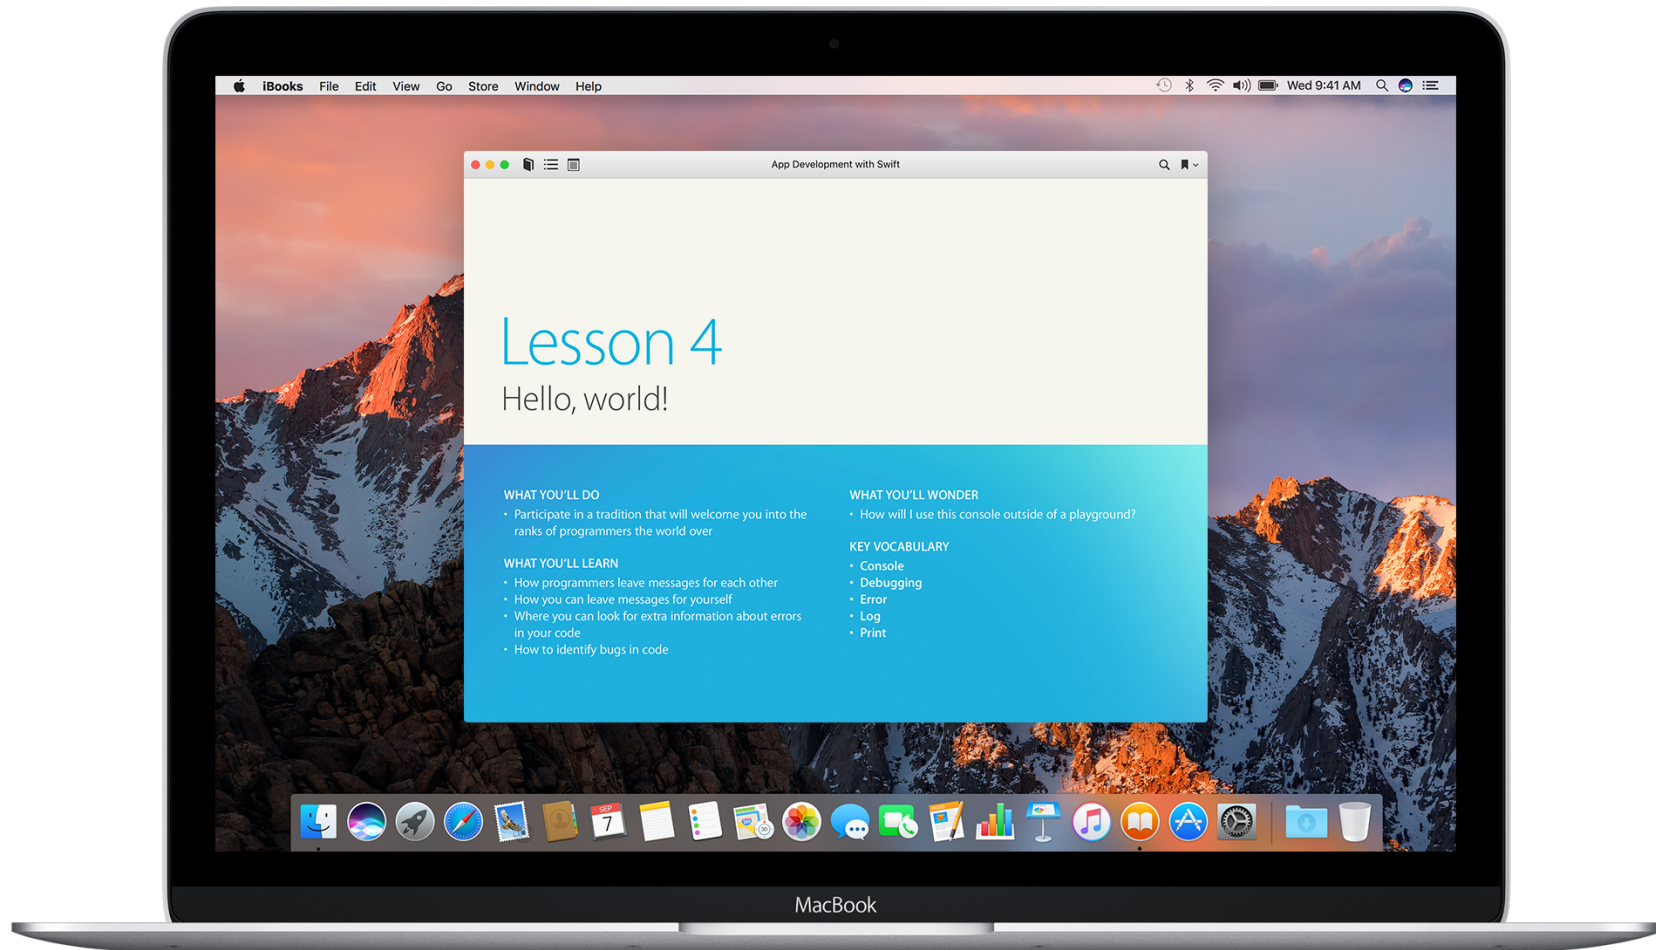 iBooks File Edit View Go Store Window Help Wed 9:41 AM
App Development with Swift
Lesson 4
Hello, world!
WHAT YOU'LL DO
• Participate in a tradition that will welcome you into the
ranks of programmers the world over
WHAT YOU'LL LEARN
• How programmers leave messages for each other
• How you can leave messages for yourself
• Where you can look for extra information about errors
in your code
• How to identify bugs in code
WHAT YOU'LL WONDER
• How will I use this console outside of a playground?
KEY VOCABULARY
• Console
• Debugging
• Error
• Log
• Print
SEP
7
PAGES
3D
MacBook